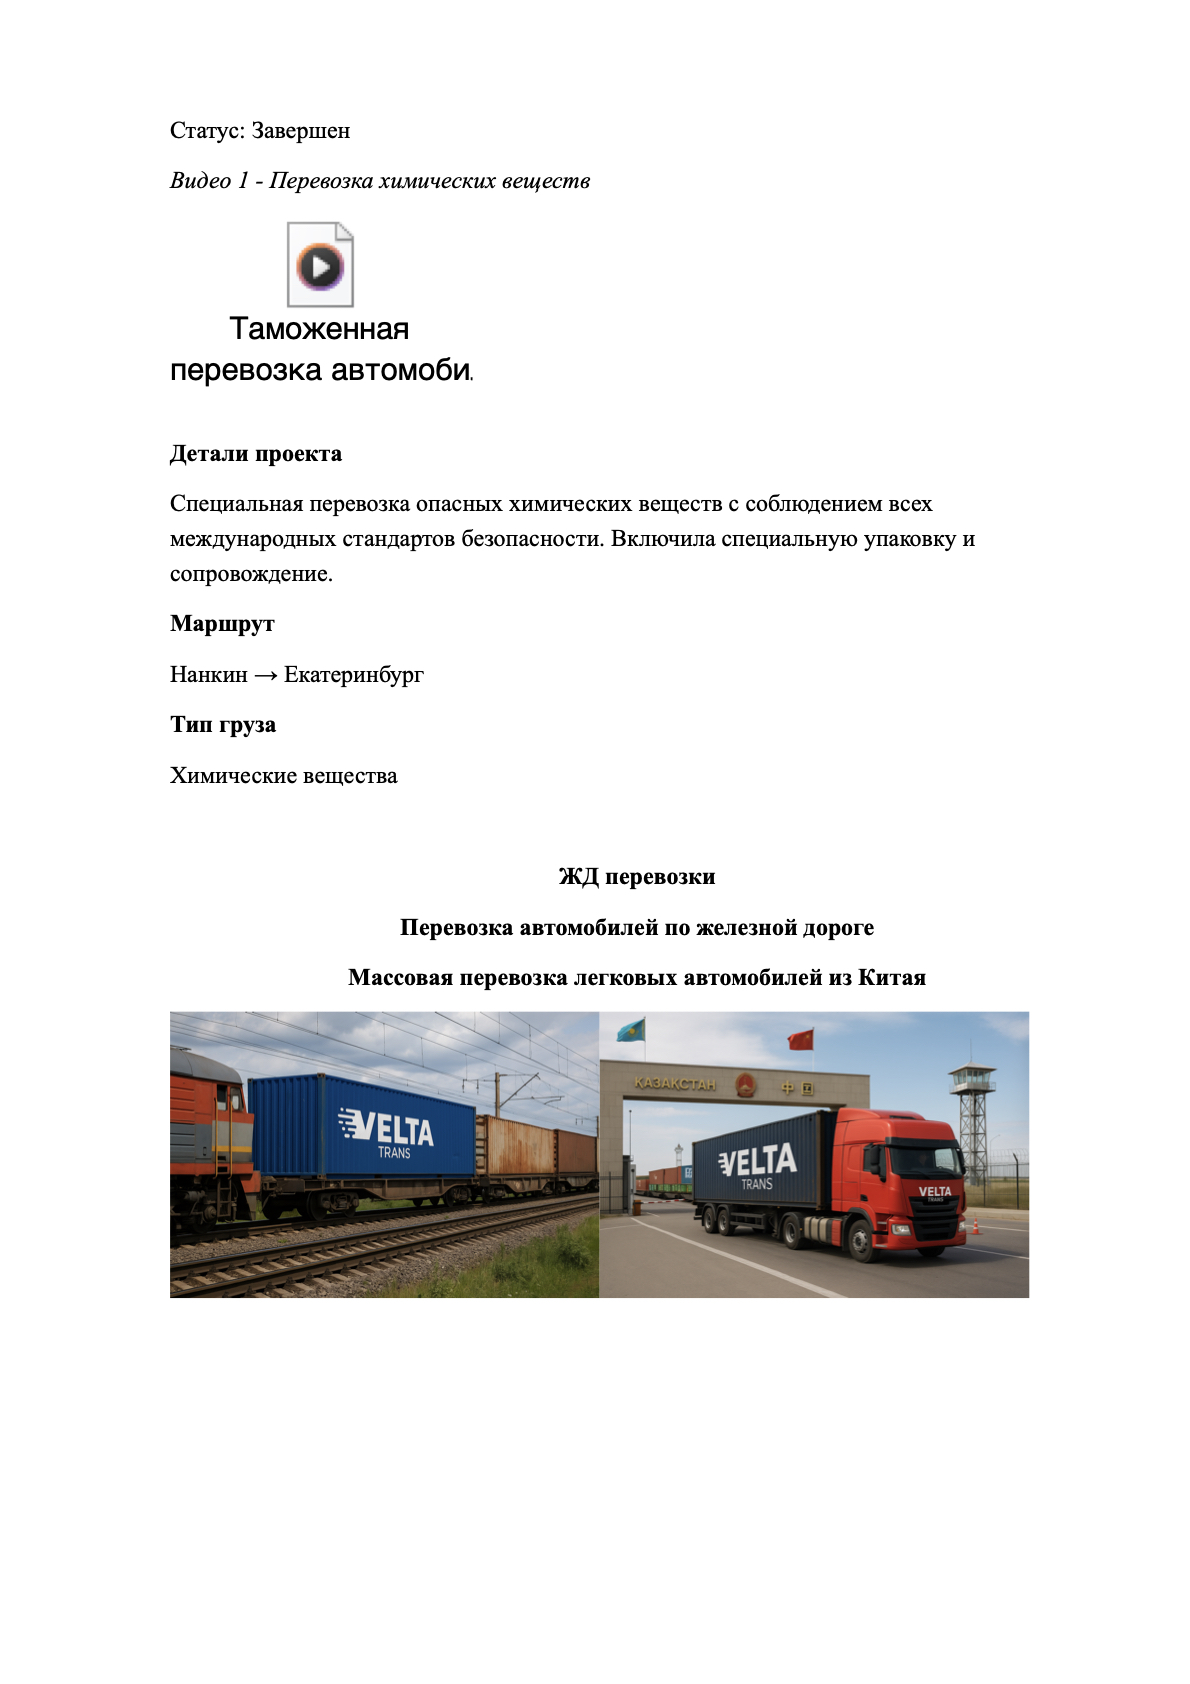 Статус: Завершен
Видео 1 - Перевозка химических веществ
Таможенная
перевозка автомоби.
Детали проекта
Специальная перевозка опасных химических веществ с соблюдением всех
международных стандартов безопасности. Включила специальную упаковку и
сопровождение.
Маршрут
Нанкин → Екатеринбург
Тип груза
Химические вещества
ЖД перевозки
Перевозка автомобилей по железной дороге
Массовая перевозка легковых автомобилей из Китая
VELTA
TRANS
ҚАЗАҚСТАН 中国
VELTA
TRANS
VELTA
TRANS